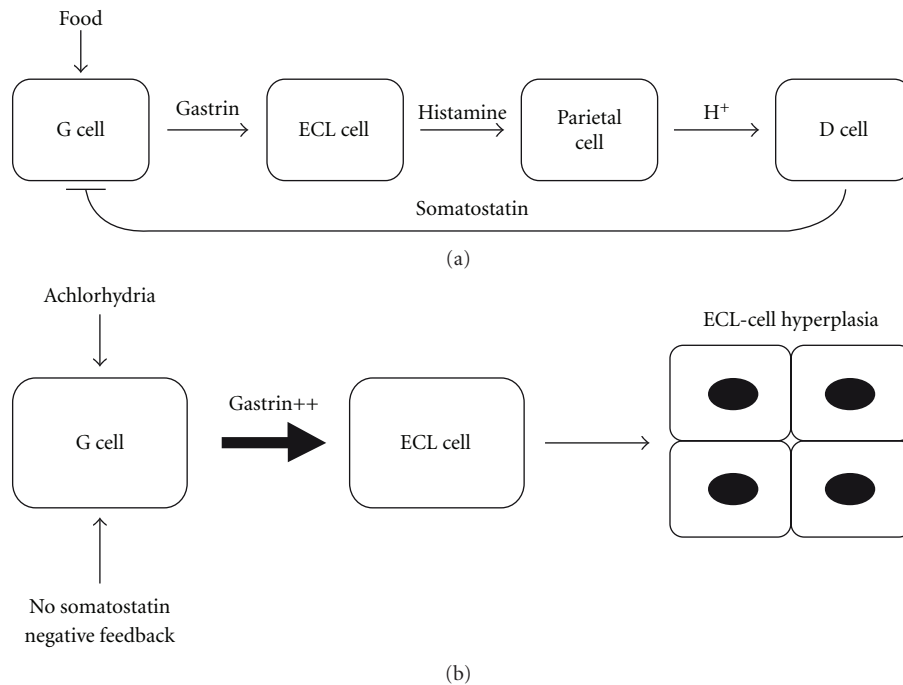 Food
G cell
Gastrin
ECL cell
Histamine
Parietal
cell
H+
D cell
Somatostatin
(a)
Achlorhydria
G cell
No somatostatin
negative feedback
Gastrin++
ECL cell
ECL-cell hyperplasia
(b)